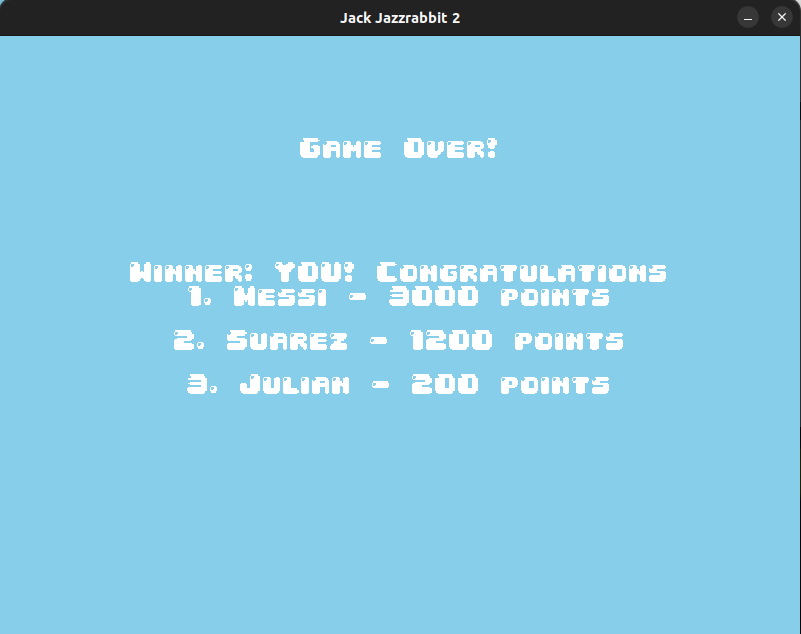 Jack Jazzrabbit 2
Game Over!
Winner: YOU! Congratulations
1. Messi - 3000 points
2. Suarez - 1200 points
3. Julian - 200 points